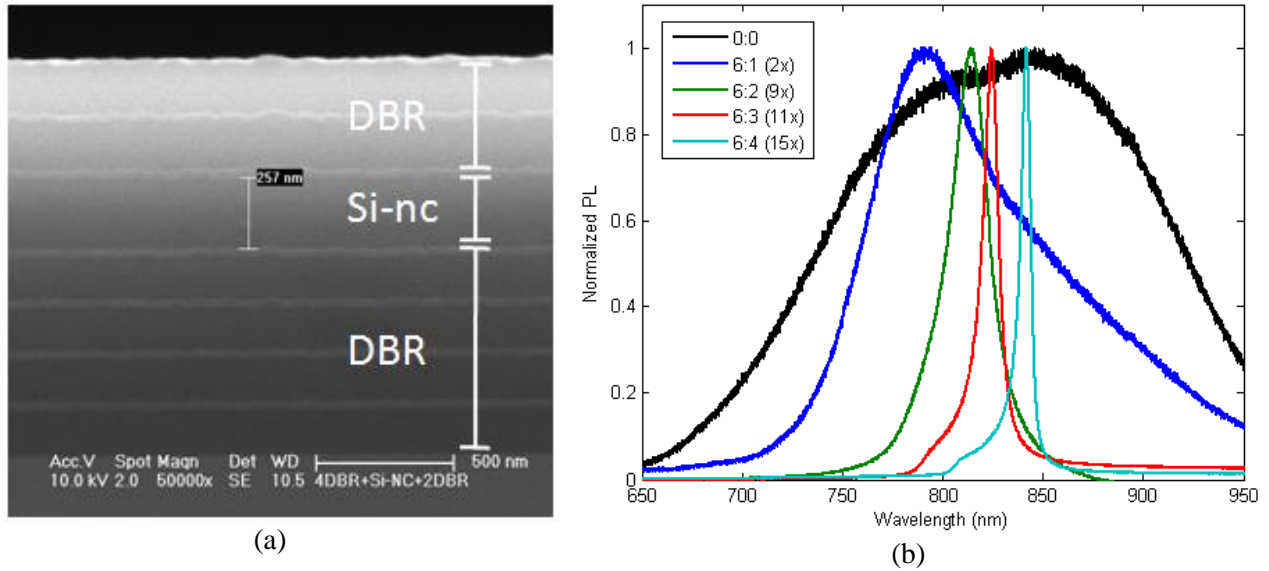 DBR
257 nm
Si-nc
DBR
Acc.V Spot Magn Det WD 500 nm
10.0 kV 2.0 50000x SE 10.5 4DBR+Si-NC+2DBR
(a)
0:0
6:1 (2x)
6:2 (9x)
6:3 (11x)
6:4 (15x)
1
0.8
0.6
0.4
0.2
0
Normalized PL
650 700 750 800 850 900 950
Wavelength (nm)
(b)